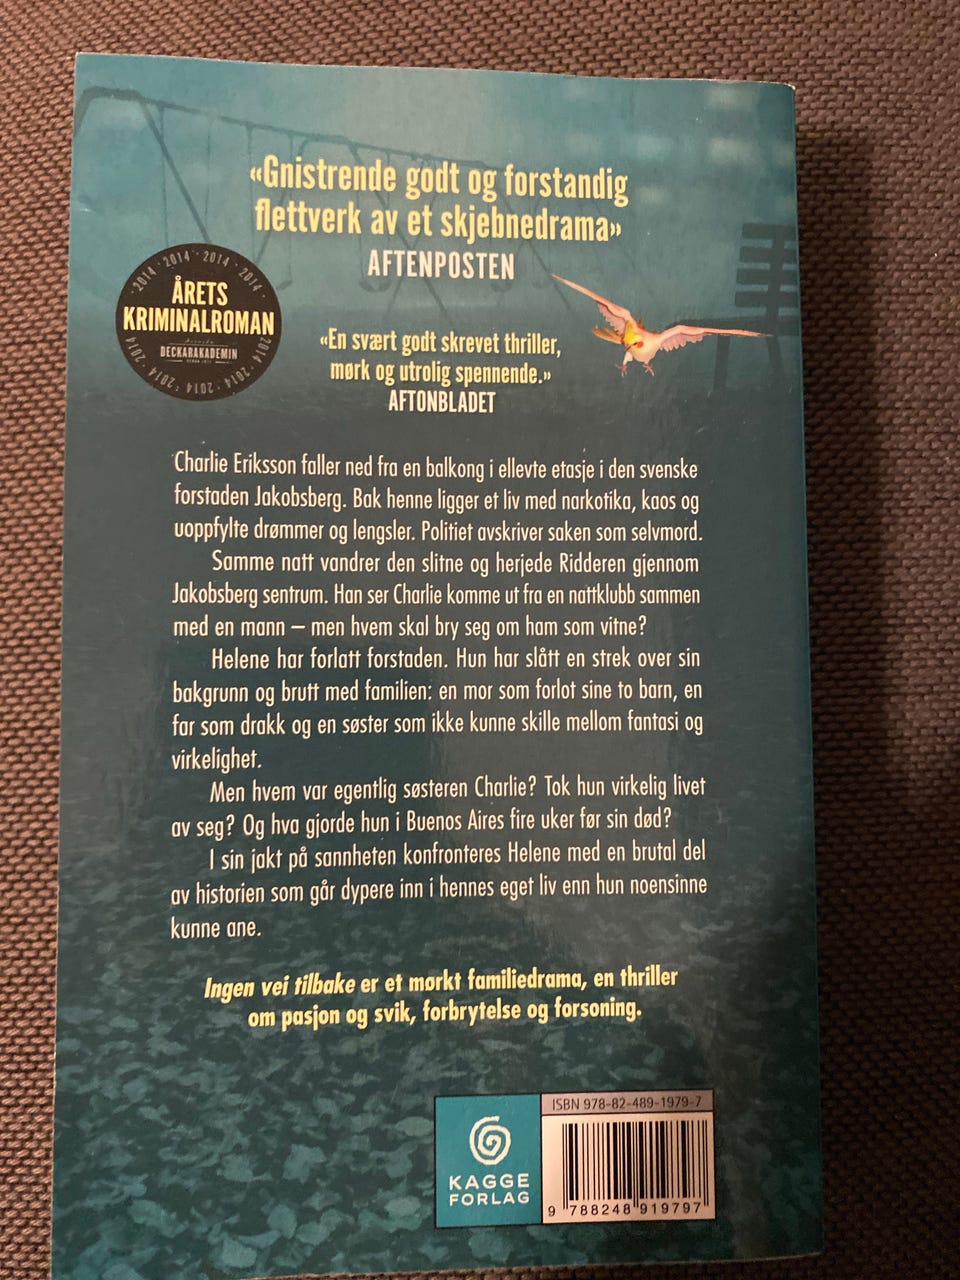 «Gnistrende godt og forstandig
flettverk av et skjebnedrama»
AFTENPOSTEN
2014 · 2014 · 2014 · 2014 · 2014 · 2014 · 2014 · 2014
ÅRETS
KRIMINALROMAN
DECKARAKADEMIN
«En svært godt skrevet thriller,
mørk og utrolig spennende.»
AFTONBLADET
Charlie Eriksson faller ned fra en balkong i ellevte etasje i den svenske
forstaden Jakobsberg. Bak henne ligger et liv med narkotika, kaos og
uoppfylte drømmer og lengsler. Politiet avskriver saken som selvmord.
Samme natt vandrer den slitne og herjede Ridderen gjennom
Jakobsberg sentrum. Han ser Charlie komme ut fra en nattklubb sammen
med en mann – men hvem skal bry seg om ham som vitne?
Helene har forlatt forstaden. Hun har slått en strek over sin
bakgrunn og brutt med familien: en mor som forlot sine to barn, en
far som drakk og en søster som ikke kunne skille mellom fantasi og
virkelighet.
Men hvem var egentlig søsteren Charlie? Tok hun virkelig livet
av seg? Og hva gjorde hun i Buenos Aires fire uker før sin død?
I sin jakt på sannheten konfronteres Helene med en brutal del
av historien som går dypere inn i hennes eget liv enn hun noensinne
kunne ane.
Ingen vei tilbake er et mørkt familiedrama, en thriller
om pasjon og svik, forbrytelse og forsoning.
KAGGE
FORLAG
ISBN 978-82-489-1979-7
9 788248 919797